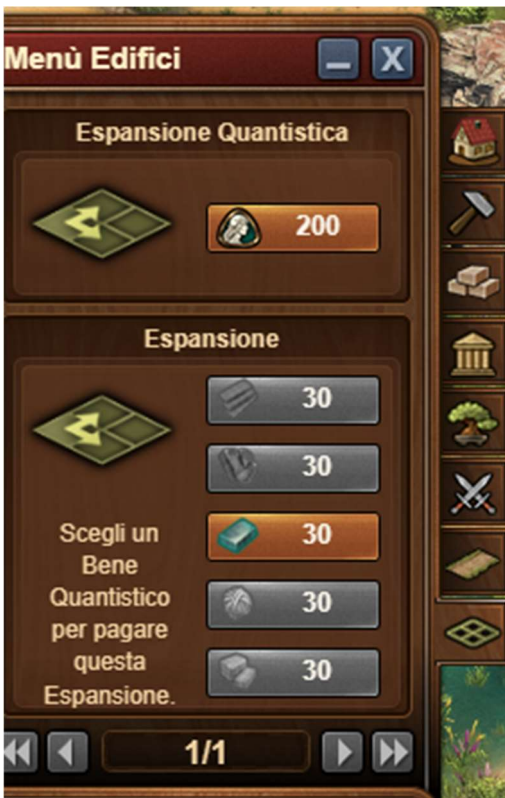 Menù Edifici
Espansione Quantistica
200
Espansione
30
30
30
30
30
Scegli un
Bene
Quantistico
per pagare
questa
Espansione.
1/1